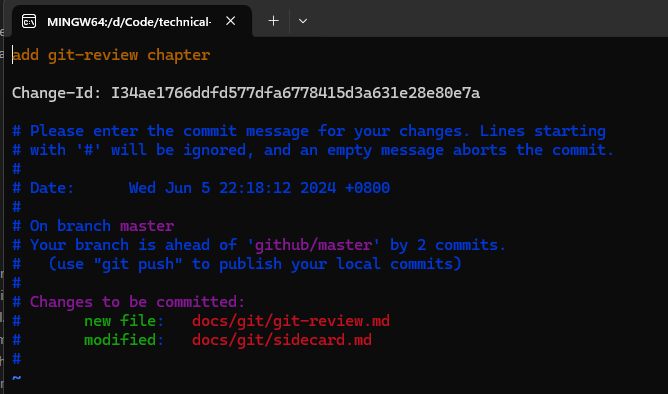 MINGW64:/d/Code/technical-
add git-review chapter
Change-Id: I34ae1766ddfd577dfa6778415d3a631e28e80e7a
# Please enter the commit message for your changes. Lines starting
# with '#' will be ignored, and an empty message aborts the commit.
#
# Date:      Wed Jun 5 22:18:12 2024 +0800
#
# On branch master
# Your branch is ahead of 'github/master' by 2 commits.
#   (use "git push" to publish your local commits)
#
# Changes to be committed:
#       new file:   docs/git/git-review.md
#       modified:   docs/git/sidecard.md
#
~